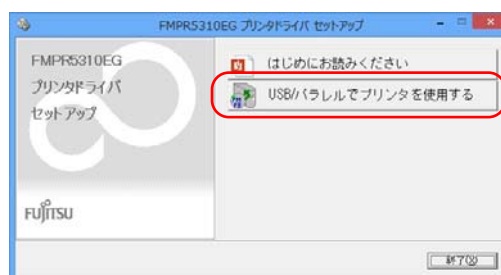 FMPR5310EG プリンタドライバ セットアップ
FMPR5310EG
プリンタドライバ
セットアップ
はじめにお読みください
USB/パラレルでプリンタを使用する
FUJITSU
終了(X)